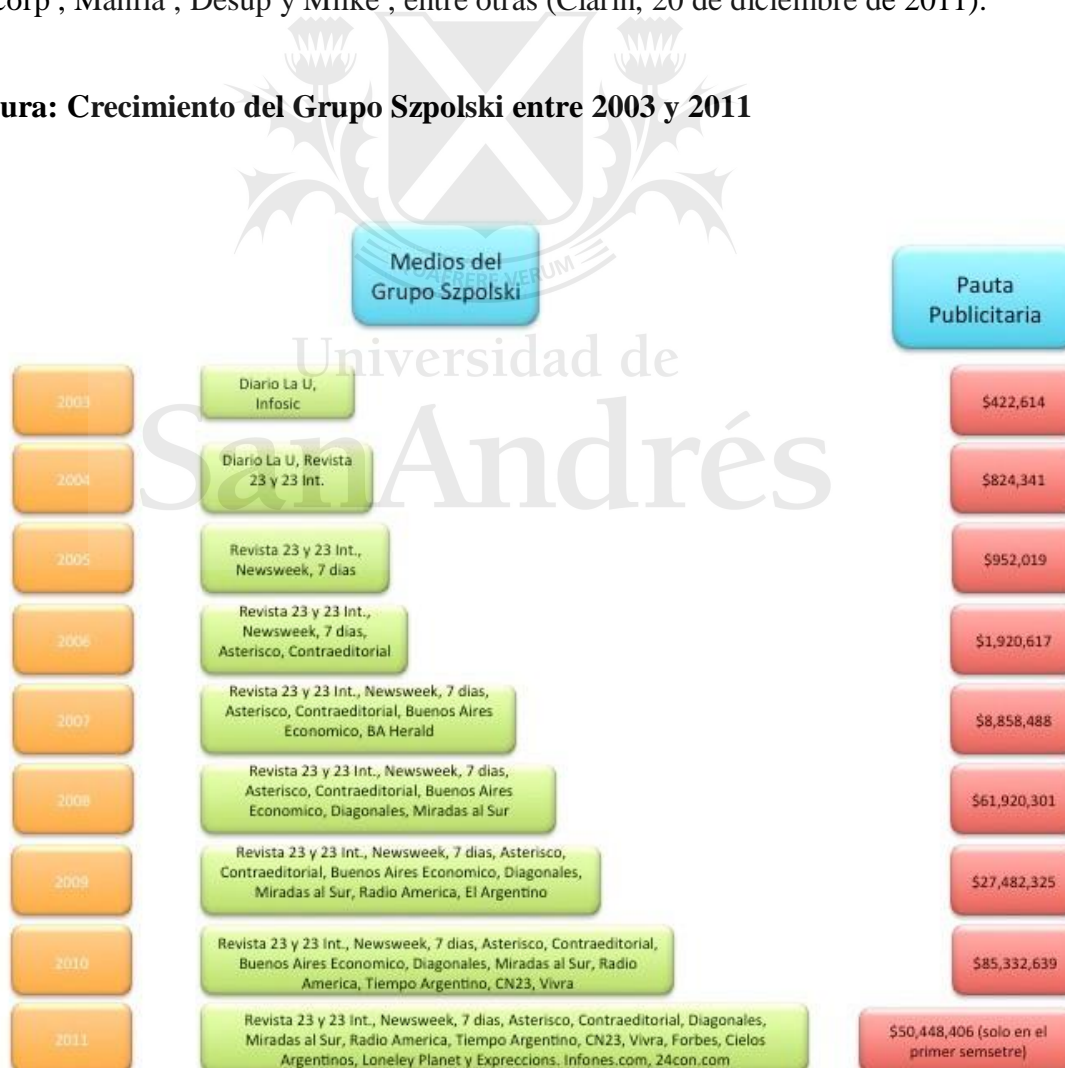 corp , Manila , Desup y Milke , entre otras (Clarín, 20 de diciembre de 2011).
ura: Crecimiento del Grupo Szpolski entre 2003 y 2011
Medios del
Grupo Szpolski
Pauta
Publicitaria
QUAERERE VERUM
Universidad de
SanAndrés
2003
Diario La U,
Infosic
$422,614
2004
Diario La U, Revista
23 y 23 Int.
$824,341
2005
Revista 23 y 23 Int.,
Newsweek, 7 dias
$952,019
2006
Revista 23 y 23 Int.,
Newsweek, 7 dias,
Asterisco, Contraeditorial
$1,920,617
2007
Revista 23 y 23 Int., Newsweek, 7 dias,
Asterisco, Contraeditorial, Buenos Aires
Economico, BA Herald
$8,858,488
2008
Revista 23 y 23 Int., Newsweek, 7 dias,
Asterisco, Contraeditorial, Buenos Aires
Economico, Diagonales, Miradas al Sur
$61,920,301
2009
Revista 23 y 23 Int., Newsweek, 7 dias, Asterisco,
Contraeditorial, Buenos Aires Economico, Diagonales,
Miradas al Sur, Radio America, El Argentino
$27,482,325
2010
Revista 23 y 23 Int., Newsweek, 7 dias, Asterisco, Contraeditorial,
Buenos Aires Economico, Diagonales, Miradas al Sur, Radio
America, Tiempo Argentino, CN23, Vivra
$85,332,639
2011
Revista 23 y 23 Int., Newsweek, 7 dias, Asterisco, Contraeditorial, Diagonales,
Miradas al Sur, Radio America, Tiempo Argentino, CN23, Vivra, Forbes, Cielos
Argentinos, Loneley Planet y Expreccions. Infones.com, 24con.com
$50,448,406 (solo en el
primer semsetre)